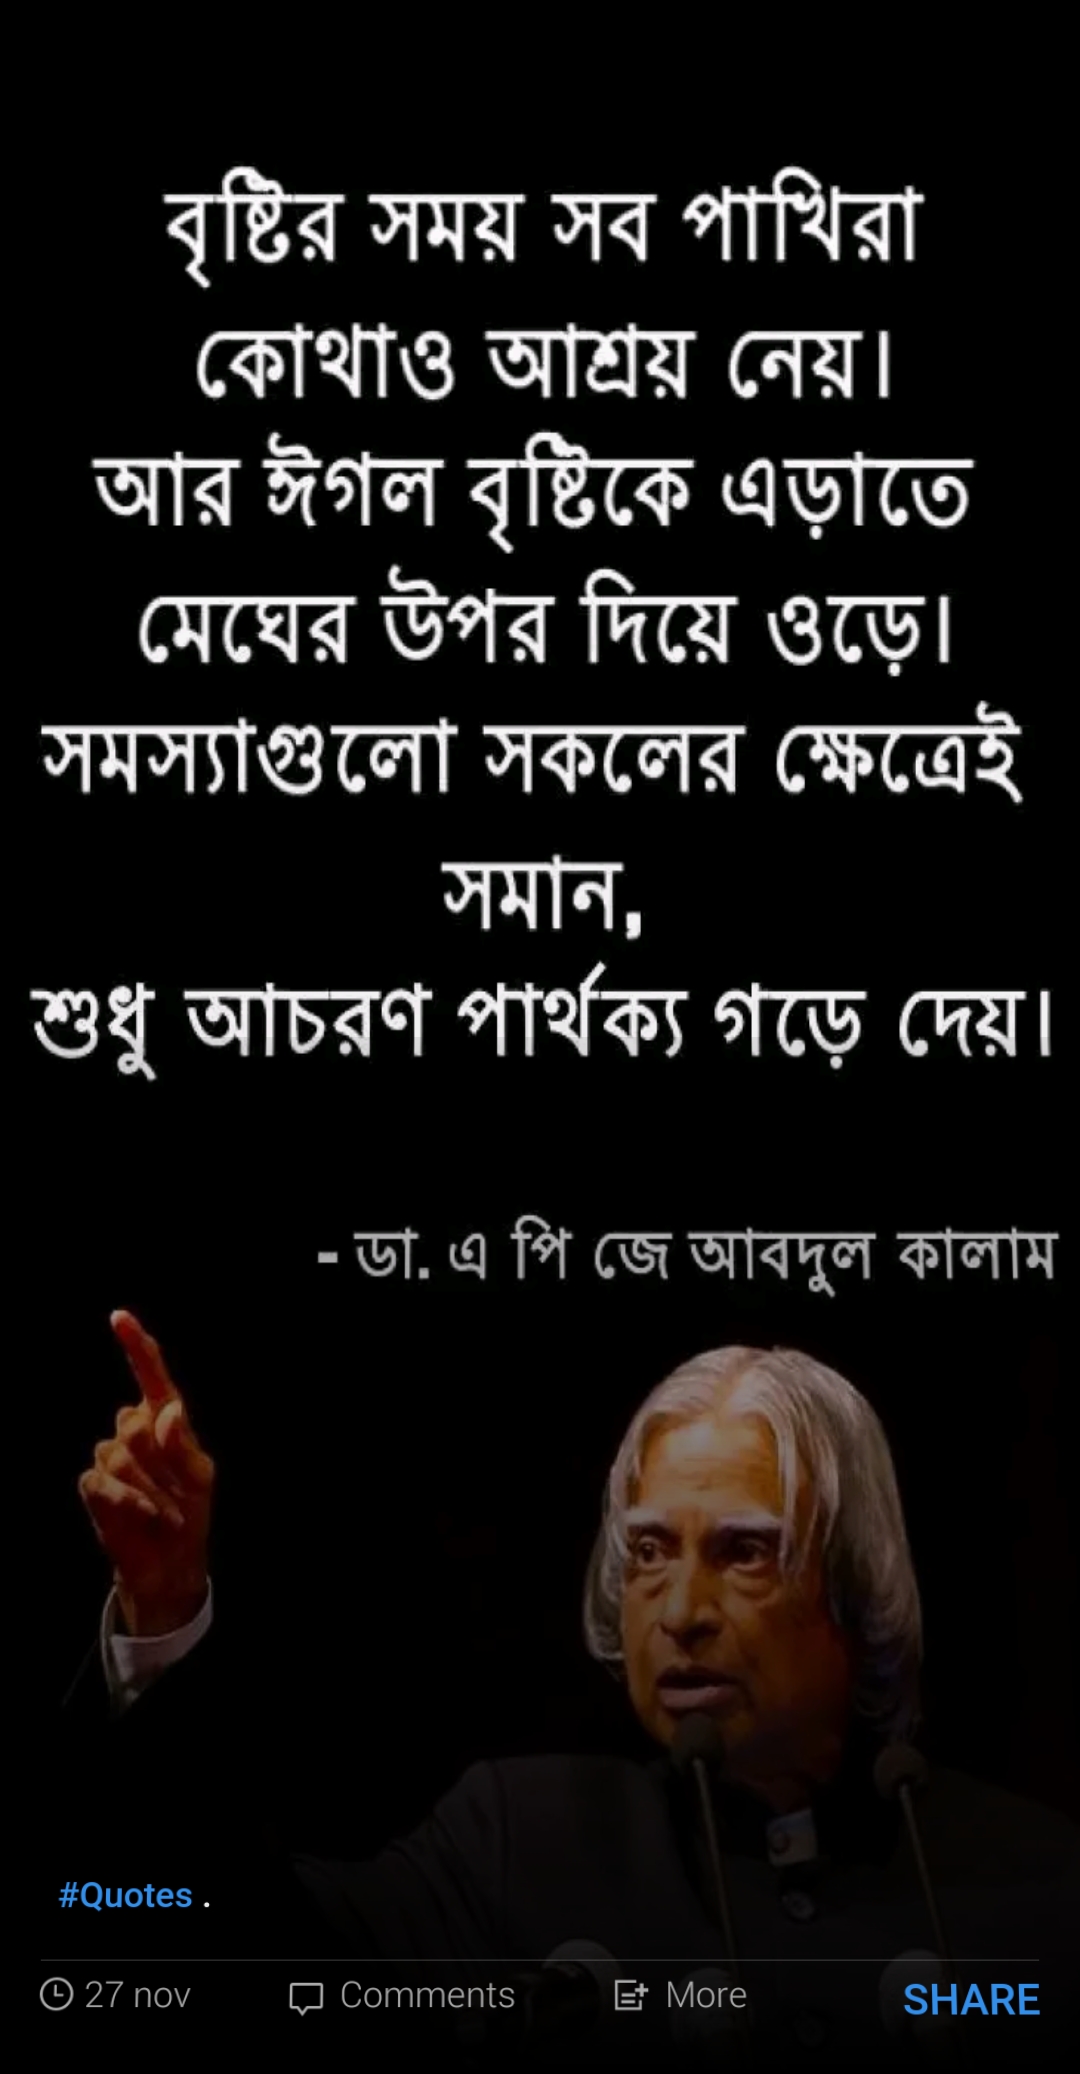 বৃষ্টির সময় সব পাখিরা
কোথাও আশ্রয় নেয়।
আর ঈগল বৃষ্টিকে এড়াতে
মেঘের উপর দিয়ে ওড়ে।
সমস্যাগুলো সকলের ক্ষেত্রেই
সমান,
শুধু আচরণ পার্থক্য গড়ে দেয়।
- ডা. এ পি জে আবদুল কালাম
#Quotes .
27 nov Comments More SHARE